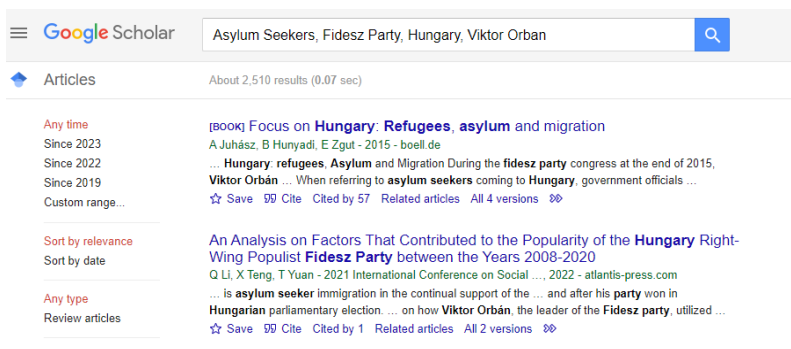 Google Scholar
Asylum Seekers, Fidesz Party, Hungary, Viktor Orban
Articles
About 2,510 results (0.07 sec)
Any time
Since 2023
Since 2022
Since 2019
Custom range...
Sort by relevance
Sort by date
Any type
Review articles
[BOOK] Focus on Hungary: Refugees, asylum and migration
A Juhász, B Hunyadi, E Zgut - 2015 - boell.de
... Hungary: refugees, Asylum and Migration During the fidesz party congress at the end of 2015,
Viktor Orbán ... When referring to asylum seekers coming to Hungary, government officials ...
Save Cite Cited by 57 Related articles All 4 versions
An Analysis on Factors That Contributed to the Popularity of the Hungary Right-
Wing Populist Fidesz Party between the Years 2008-2020
Q Li, X Teng, T Yuan - 2021 International Conference on Social ..., 2022 - atlantis-press.com
... is asylum seeker immigration in the continual support of the ... and after his party won in
Hungarian parliamentary election. ... on how Viktor Orbán, the leader of the Fidesz party, utilized ...
Save Cite Cited by 1 Related articles All 2 versions